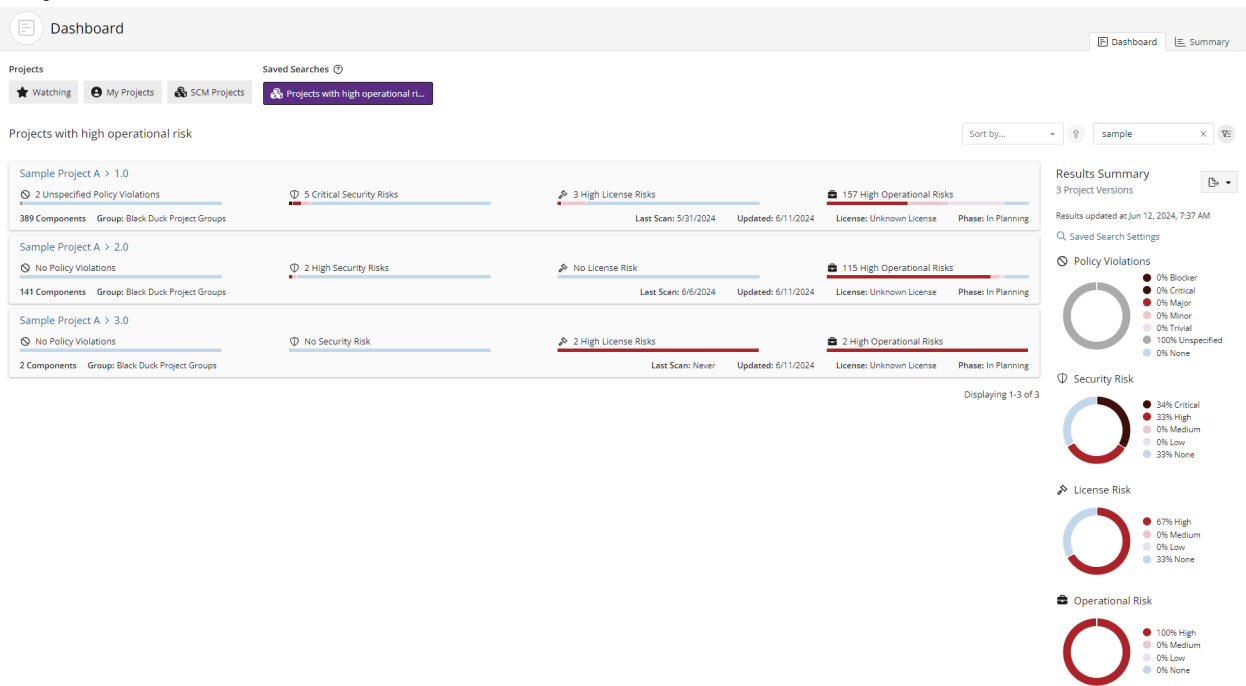 Dashboard
Dashboard
Summary
Projects
Saved Searches
Watching
My Projects
SCM Projects
Projects with high operational ri...
Projects with high operational risk
Sort by...
sample
Sample Project A > 1.0
2 Unspecified Policy Violations
5 Critical Security Risks
3 High License Risks
157 High Operational Risks
389 Components Group: Black Duck Project Groups
Last Scan: 5/31/2024 Updated: 6/11/2024 License: Unknown License Phase: In Planning
Sample Project A > 2.0
No Policy Violations
2 High Security Risks
No License Risk
115 High Operational Risks
141 Components Group: Black Duck Project Groups
Last Scan: 6/6/2024 Updated: 6/11/2024 License: Unknown License Phase: In Planning
Sample Project A > 3.0
No Policy Violations
No Security Risk
2 High License Risks
2 High Operational Risks
2 Components Group: Black Duck Project Groups
Last Scan: Never Updated: 6/11/2024 License: Unknown License Phase: In Planning
Displaying 1-3 of 3
Results Summary
3 Project Versions
Results updated at Jun 12, 2024, 7:37 AM
Saved Search Settings
Policy Violations
0% Blocker
0% Critical
0% Major
0% Minor
0% Trivial
100% Unspecified
0% None
Security Risk
34% Critical
33% High
0% Medium
0% Low
33% None
License Risk
67% High
0% Medium
0% Low
33% None
Operational Risk
100% High
0% Medium
0% Low
0% None